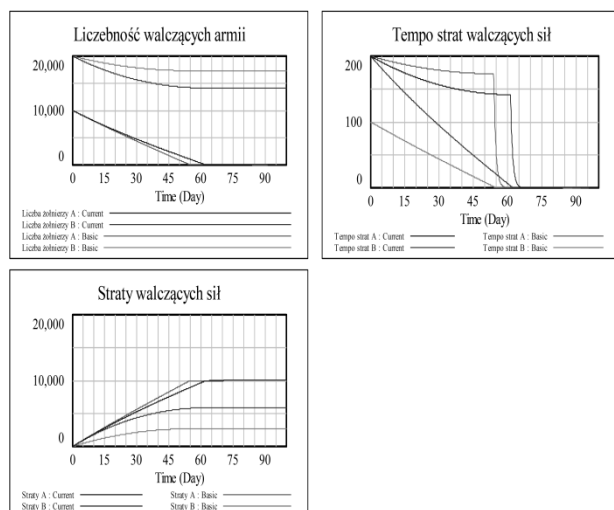 Liczebność walczących armii
20,000
10,000
0
0 15 30 45 60 75 90
Time (Day)
Liczba żołnierzy A : Current
Liczba żołnierzy B : Current
Liczba żołnierzy A : Basic
Liczba żołnierzy B : Basic
Tempo strat walczących sił
200
100
0
0 15 30 45 60 75 90
Time (Day)
Tempo strat A : Current Tempo strat A : Basic
Tempo strat B : Current Tempo strat B : Basic
Straty walczących sił
20,000
10,000
0
0 15 30 45 60 75 90
Time (Day)
Straty A : Current Straty A : Basic
Straty B : Current Straty B : Basic